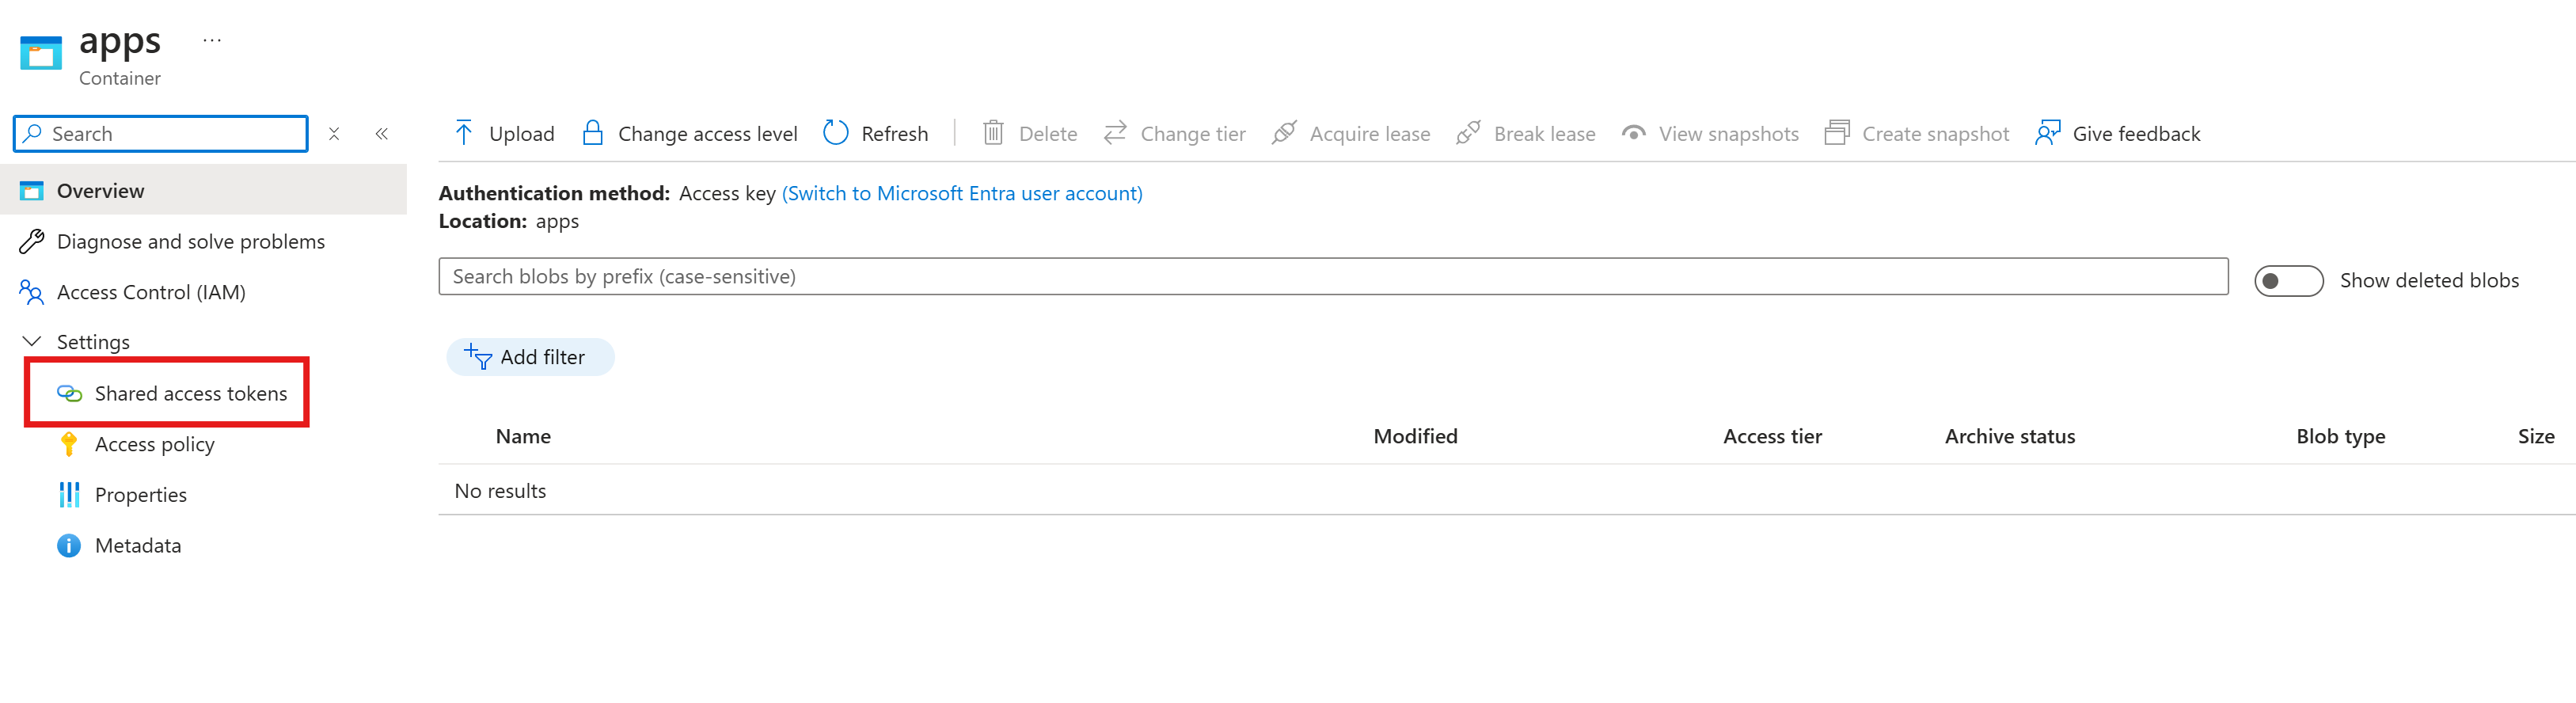 apps
...
Container
Search
Upload Change access level Refresh Delete Change tier Acquire lease Break lease View snapshots Create snapshot Give feedback
Overview
Diagnose and solve problems
Access Control (IAM)
Settings
Shared access tokens
Access policy
Properties
Metadata
Authentication method: Access key (Switch to Microsoft Entra user account)
Location: apps
Search blobs by prefix (case-sensitive)
Show deleted blobs
Add filter
Name Modified Access tier Archive status Blob type Size
No results